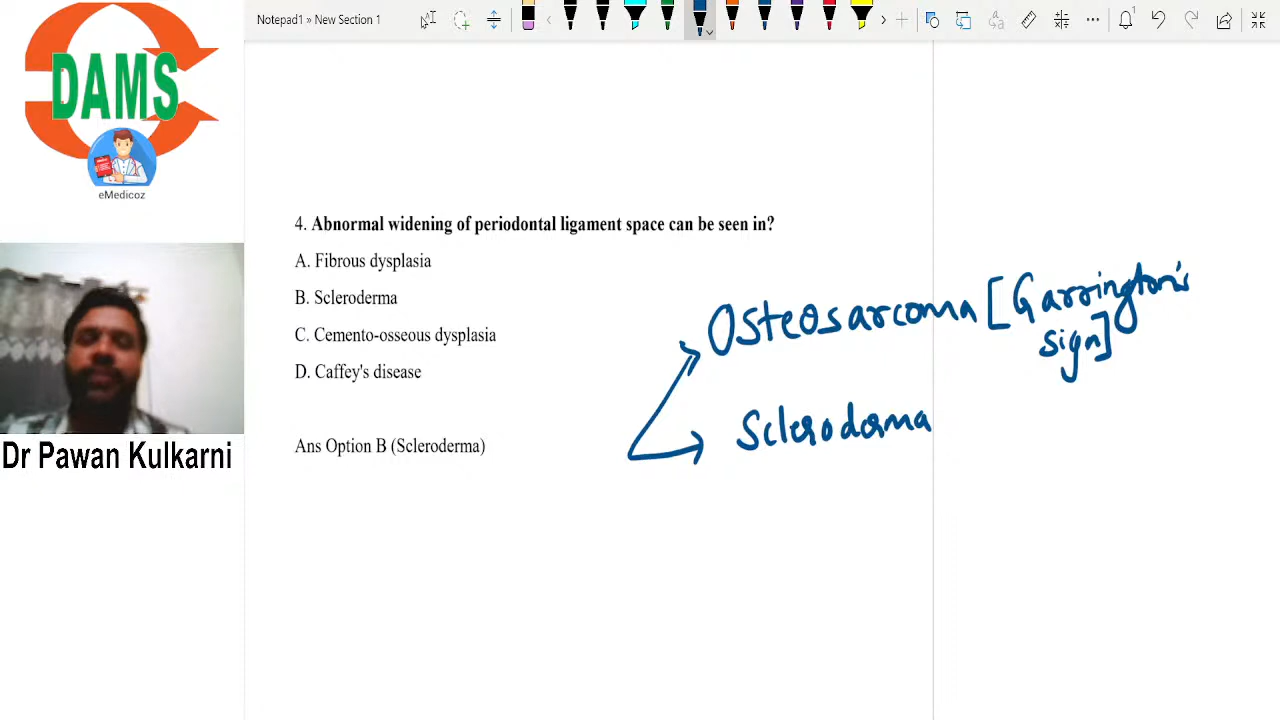 Notepad1 » New Section 1
DAMS
eMedicoz
4. Abnormal widening of periodontal ligament space can be seen in?
A. Fibrous dysplasia
B. Scleroderma
C. Cemento-osseous dysplasia
D. Caffey's disease
Ans Option B (Scleroderma)
Osteosarcoma [Garrington's
sign]
Scleroderma
Dr Pawan Kulkarni